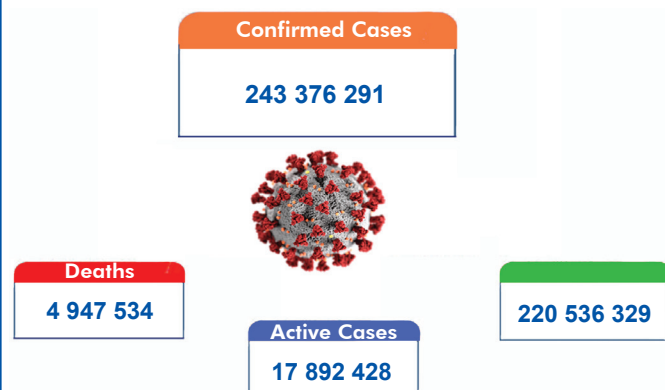 Confirmed Cases
243 376 291
Deaths
4 947 534
220 536 329
Active Cases
17 892 428